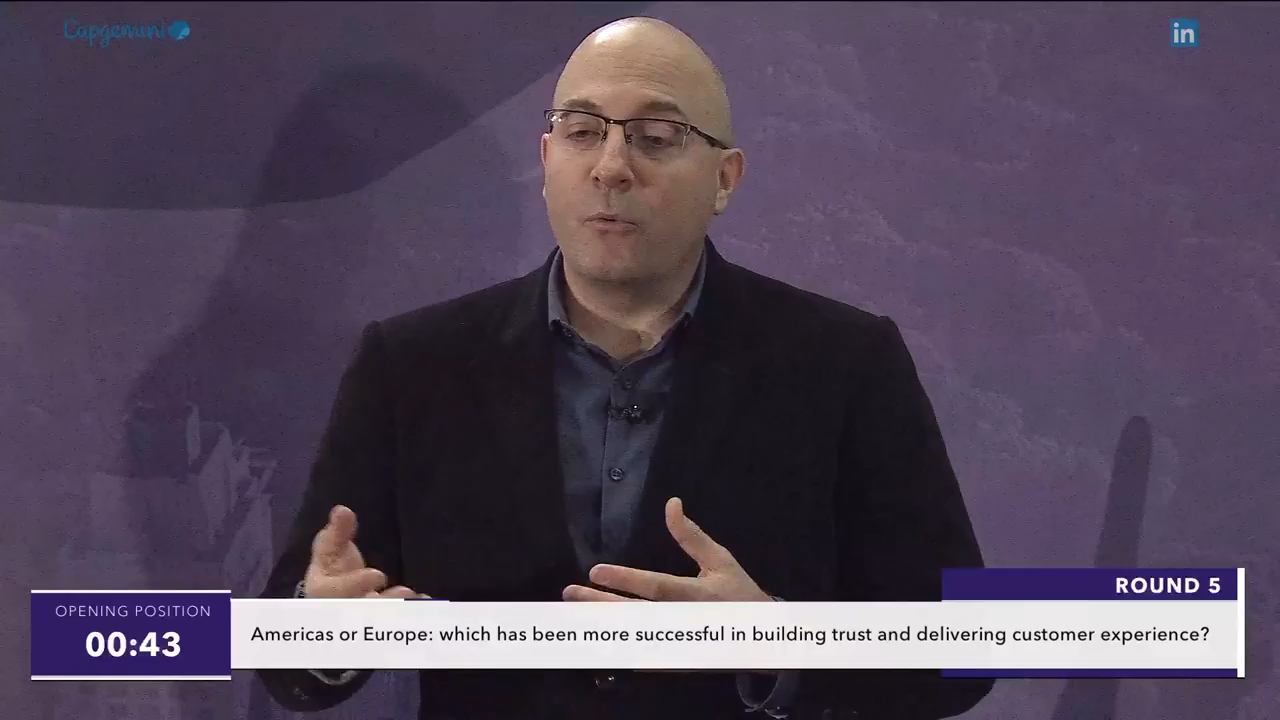 Capgemini
in
ROUND 5
OPENING POSITION
00:43
Americas or Europe: which has been more successful in building trust and delivering customer experience?